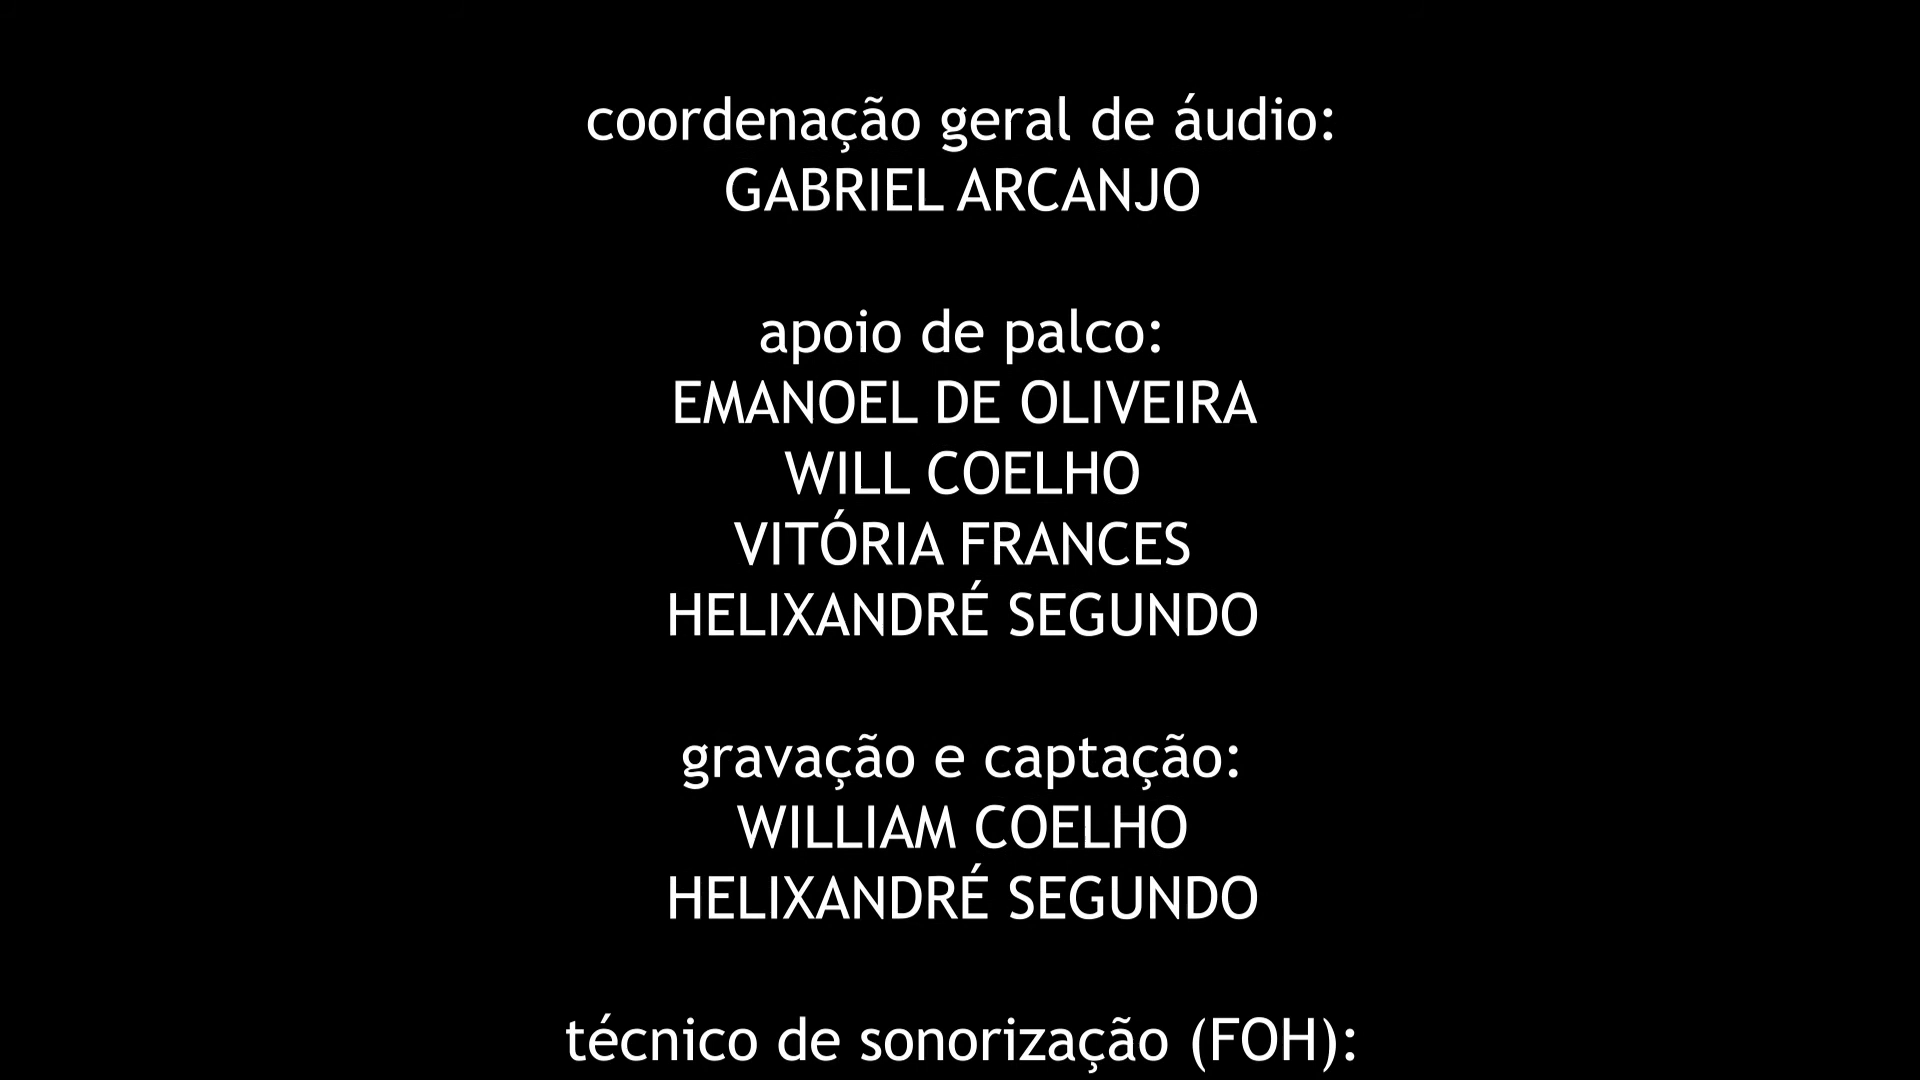 coordenação geral de áudio:
GABRIEL ARCANJO
apoio de palco:
EMANOEL DE OLIVEIRA
WILL COELHO
VITÓRIA FRANCES
HELIXANDRÉ SEGUNDO
gravação e captação:
WILLIAM COELHO
HELIXANDRÉ SEGUNDO
técnico de sonorização (FOH):